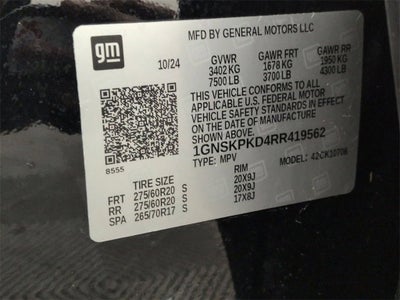 gm
MFD BY GENERAL MOTORS LLC
10/24
GVWR GAWR FRT GAWR RR
3402 KG 1678 KG 1950 KG
7500 LB 3700 LB 4300 LB
THIS VEHICLE CONFORMS TO ALL
APPLICABLE U.S. FEDERAL MOTOR
VEHICLE SAFETY STANDARDS IN EFFECT
ON THE DATE OF MANUFACTURE
SHOWN ABOVE.
1GNSKPKD4RR419562
TYPE: MPV MODEL: 42-CK10706
8555
TIRE SIZE RIM
FRT 275/60R20 S 20X9J
RR 275/60R20 S 20X9J
SPA 265/70R17 S 17X8J